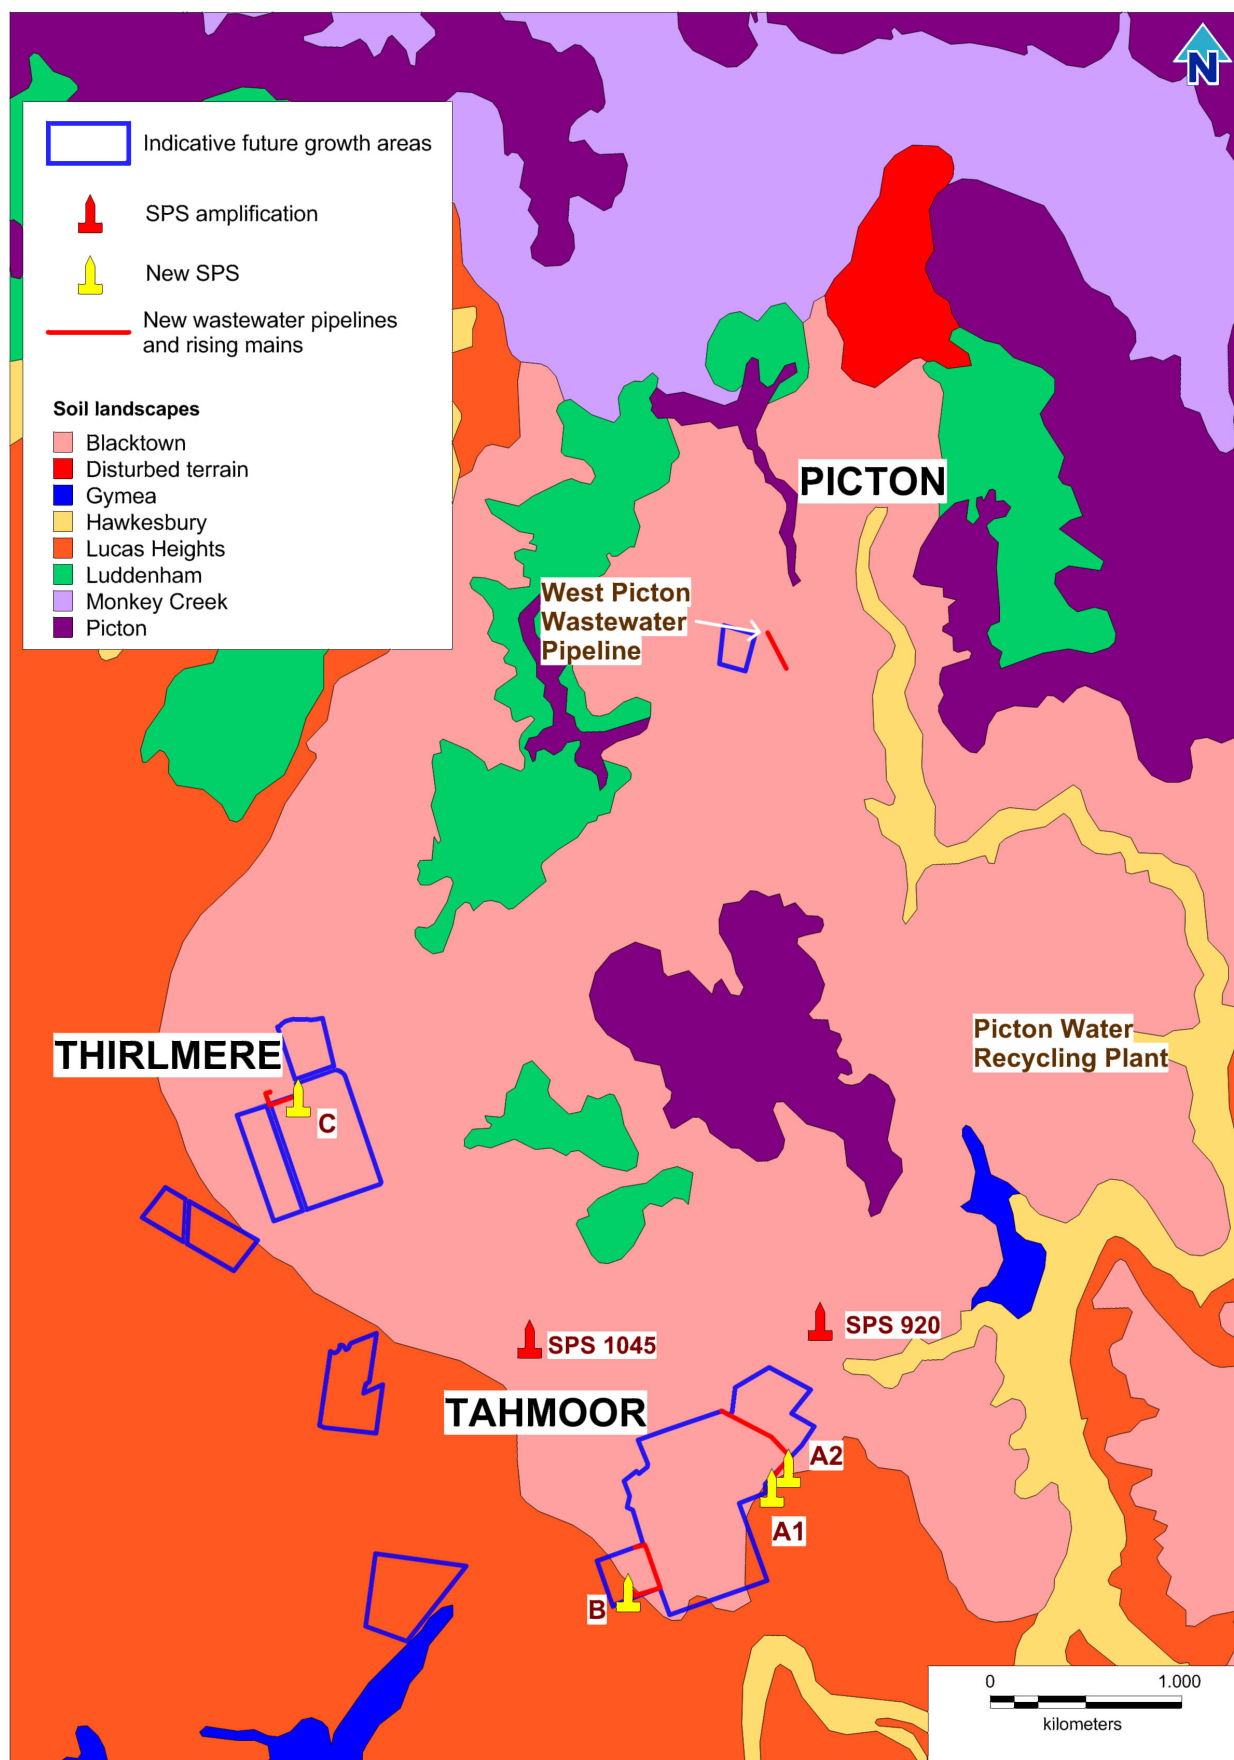 N
Indicative future growth areas
SPS amplification
New SPS
New wastewater pipelines
and rising mains
Soil landscapes
Blacktown
Disturbed terrain
Gymea
Hawkesbury
Lucas Heights
Luddenham
Monkey Creek
Picton
PICTON
West Picton
Wastewater
Pipeline
Picton Water
Recycling Plant
THIRLMERE
C
SPS 920
SPS 1045
TAHMOOR
A2
A1
B
0 1.000
kilometers